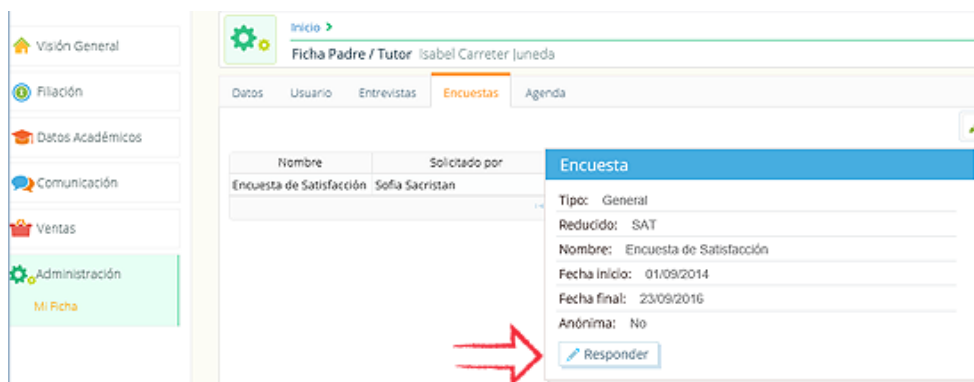 Visión General
Filiación
Datos Académicos
Comunicación
Ventas
Administración
Mi Ficha
Inicio >
Ficha Padre / Tutor Isabel Carreter Juneda
Datos Usuario Entrevistas Encuestas Agenda
Nombre Solicitado por
Encuesta de Satisfacción Sofia Sacristan
Encuesta
Tipo: General
Reducido: SAT
Nombre: Encuesta de Satisfacción
Fecha inicio: 01/09/2014
Fecha final: 23/09/2016
Anónima: No
Responder